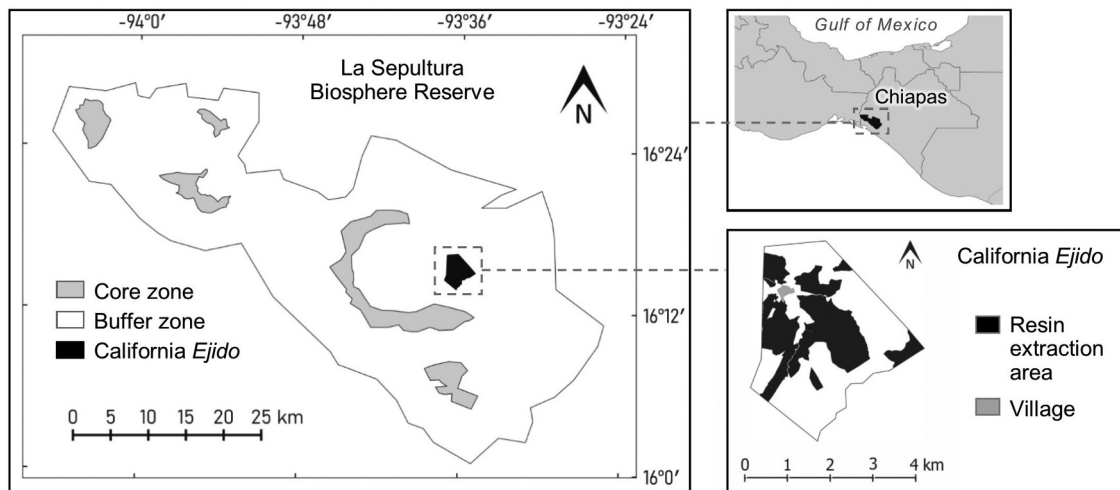 -94°0′ -93°48′ -93°36′ -93°24′
La Sepultura
Biosphere Reserve
N
16°24′
16°12′
16°0′
Core zone
Buffer zone
California Ejido
0 5 10 15 20 25 km
Gulf of Mexico
Chiapas
N
California Ejido
Resin
extraction
area
Village
0 1 2 3 4 km